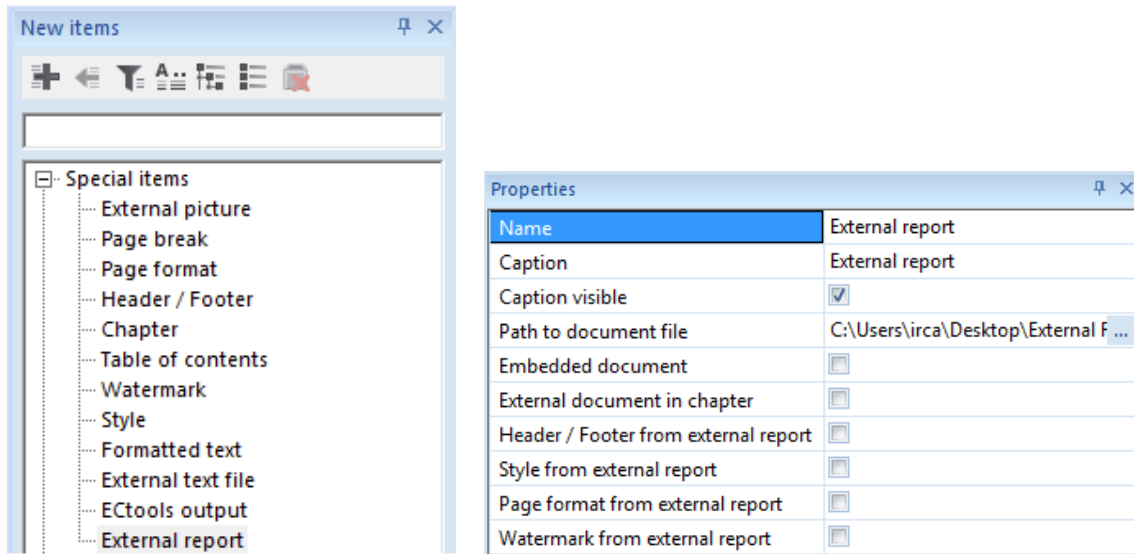 New items
Special items
External picture
Page break
Page format
Header / Footer
Chapter
Table of contents
Watermark
Style
Formatted text
External text file
ECtools output
External report
Properties
Name External report
Caption External report
Caption visible
Path to document file C:\Users\irca\Desktop\External F ...
Embedded document
External document in chapter
Header / Footer from external report
Style from external report
Page format from external report
Watermark from external report